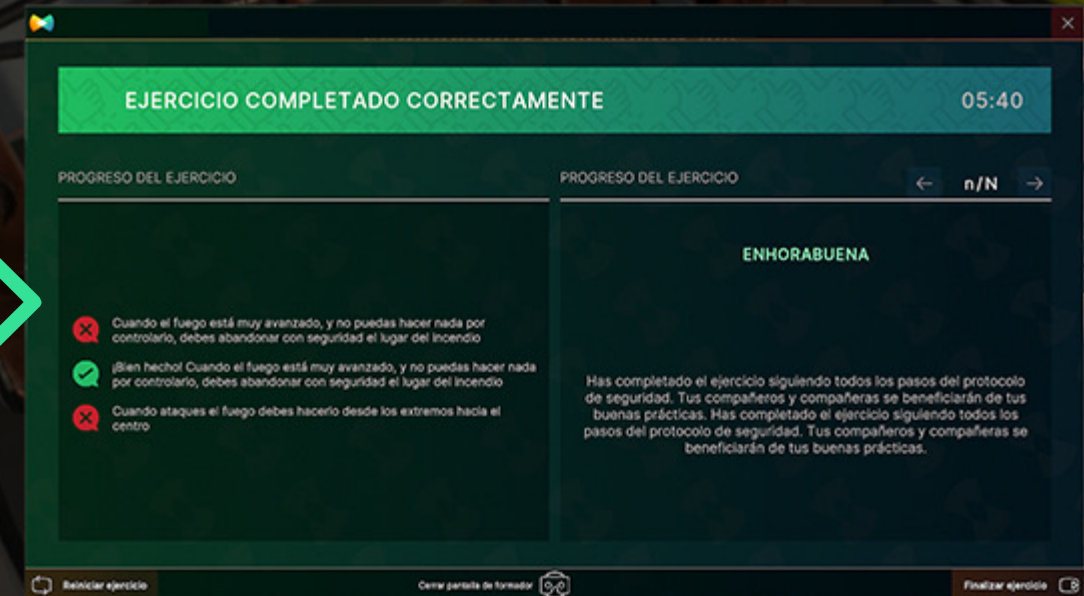 EJERCICIO COMPLETADO CORRECTAMENTE
05:40
PROGRESO DEL EJERCICIO
Cuando el fuego está muy avanzado, y no puedas hacer nada por
controlarlo, debes abandonar con seguridad el lugar del incendio
¡Bien hecho! Cuando el fuego está muy avanzado, y no puedas hacer nada
por controlarlo, debes abandonar con seguridad el lugar del incendio
Cuando ataques el fuego debes hacerlo desde los extremos hacia el
centro
PROGRESO DEL EJERCICIO
n/N
ENHORABUENA
Has completado el ejercicio siguiendo todos los pasos del protocolo
de seguridad. Tus compañeros y compañeras se beneficiarán de tus
buenas prácticas. Has completado el ejercicio siguiendo todos los
pasos del protocolo de seguridad. Tus compañeros y compañeras se
beneficiarán de tus buenas prácticas.
Reiniciar ejercicio
Cerrar pantalla de formador
Finalizar ejercicio